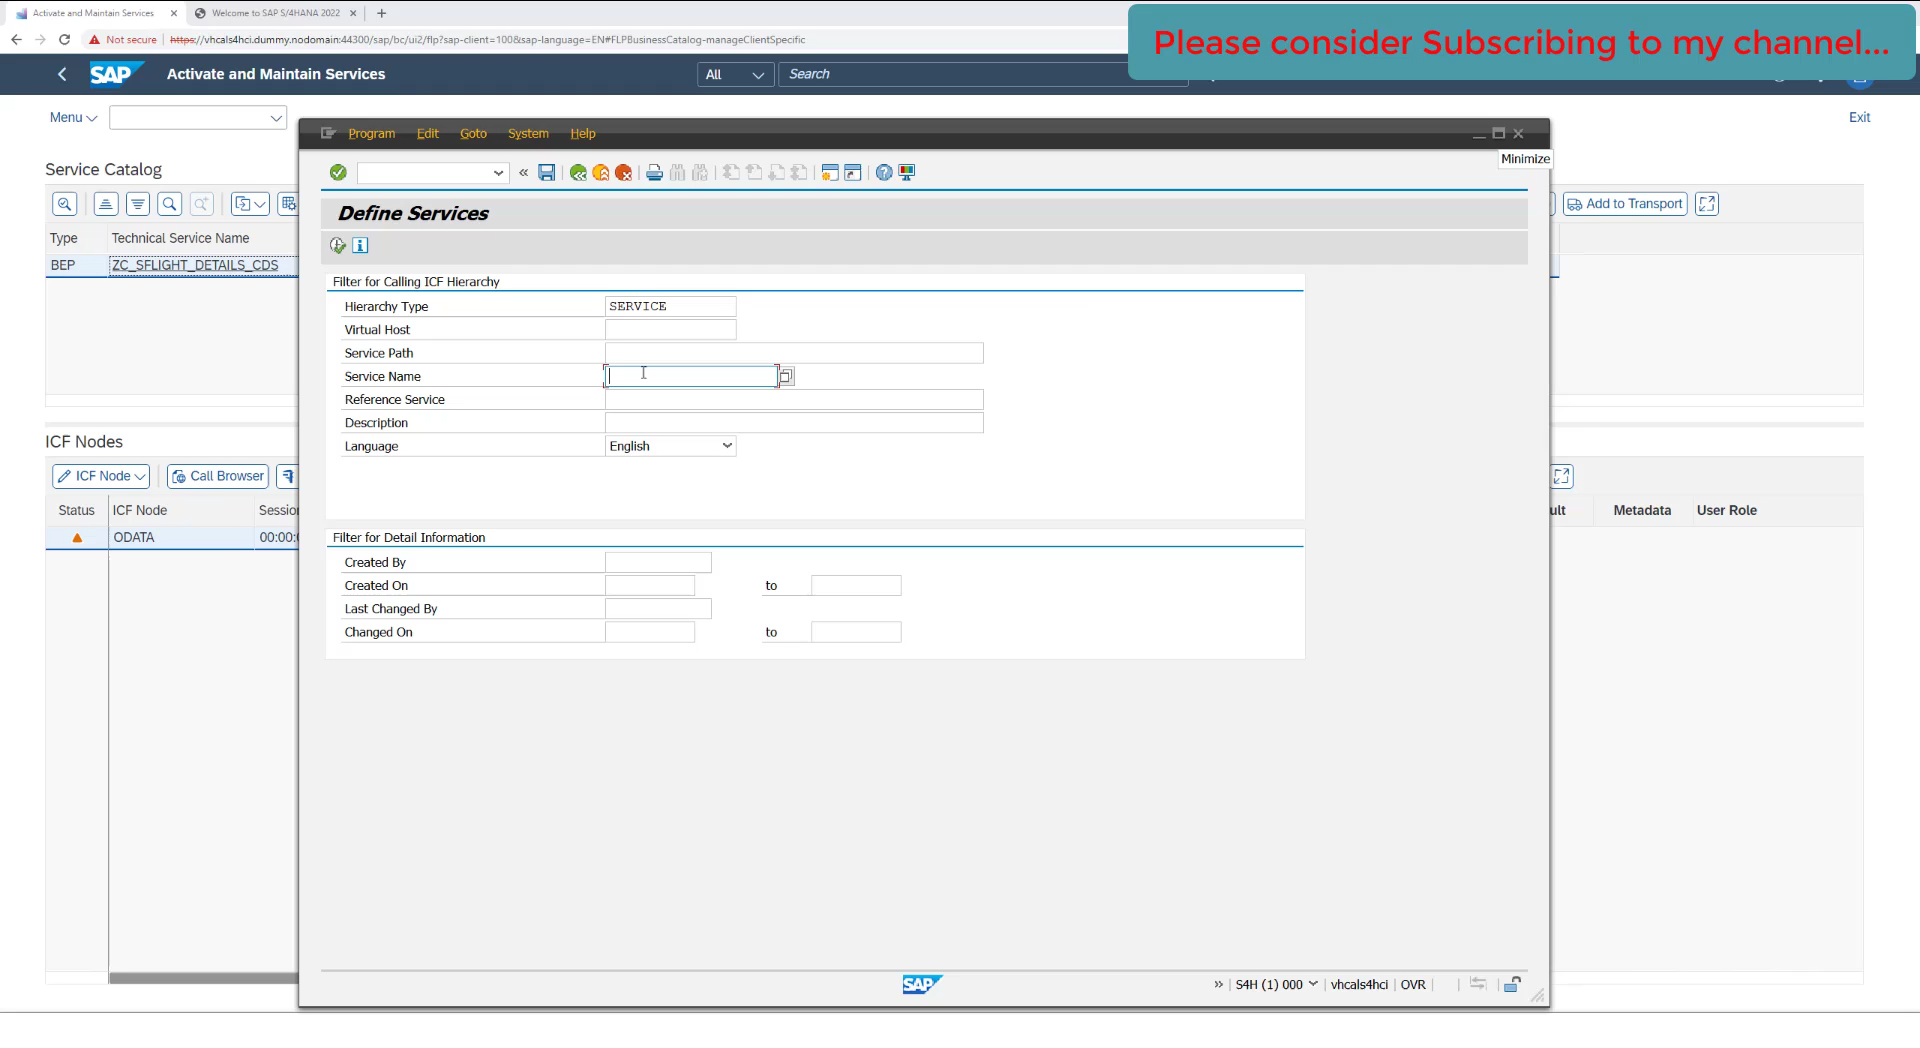 Activate and Maintain Services
Welcome to SAP S/4HANA 2022
Not secure
https://vhcals4hci.dummy.nodomain:44300/sap/bc/ui2/flp?sap-client=100&sap-language=EN#FLPBusinessCatalog-manageClientSpecific
Please consider Subscribing to my channel...
SAP
Activate and Maintain Services
All
Search
Menu
Exit
Program Edit Goto System Help
Minimize
Service Catalog
Add to Transport
Define Services
Type Technical Service Name
BEP ZC_SFLIGHT_DETAILS_CDS
Filter for Calling ICF Hierarchy
Hierarchy Type SERVICE
Virtual Host
Service Path
Service Name
Reference Service
Description
Language English
ICF Nodes
ICF Node Call Browser
Status ICF Node Session
ult Metadata User Role
ODATA 00:00:0
Filter for Detail Information
Created By
Created On to
Last Changed By
Changed On to
SAP
S4H (1) 000 vhcals4hci OVR